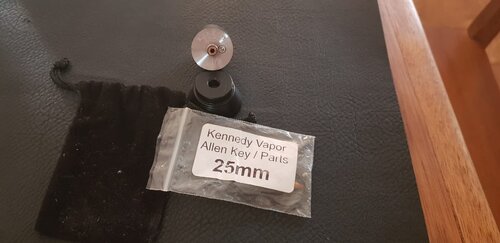 Kennedy Vapor
Allen Key / Parts
25mm